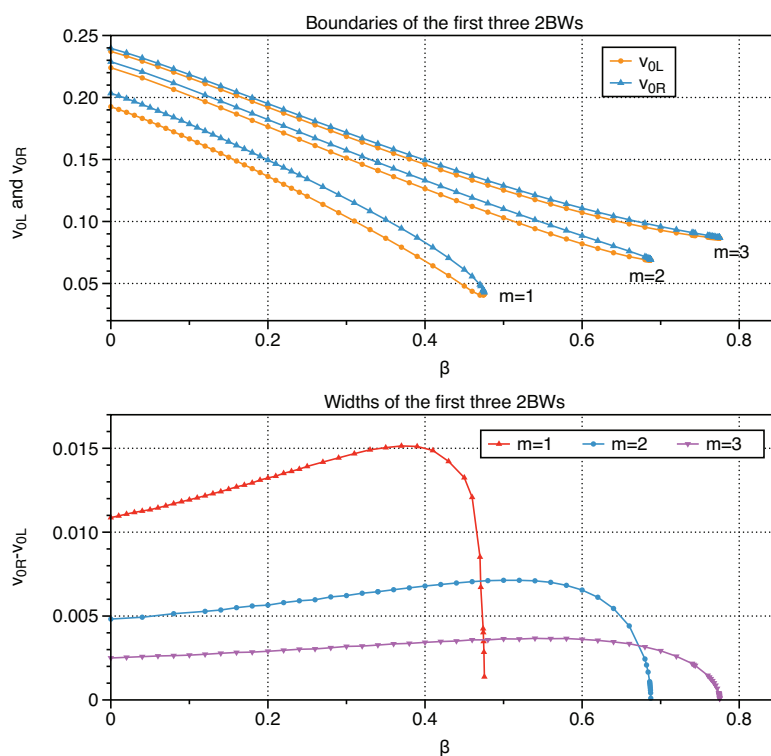 Boundaries of the first three 2BWs
0.25
0.20
0.15
0.10
0.05
v0L and v0R
v0L
v0R
m=1
m=2
m=3
0 0.2 0.4 0.6 0.8
β
Widths of the first three 2BWs
m=1 m=2 m=3
0.015
0.010
0.005
0
v0R-v0L
0 0.2 0.4 0.6 0.8
β